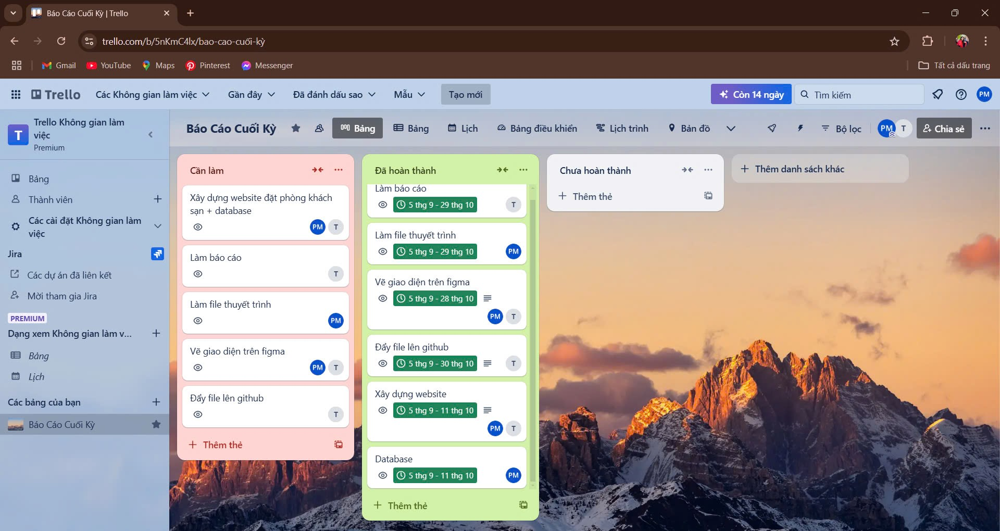 Báo Cáo Cuối Kỳ | Trello
trello.com/b/5nKmC4lx/bao-cao-cuối-kỳ
Gmail
YouTube
Maps
Pinterest
Messenger
Tất cả dấu trang
Trello
Các Không gian làm việc
Gần đây
Đã đánh dấu sao
Mẫu
Tạo mới
Còn 14 ngày
Tìm kiếm
PM
T
Trello Không gian làm
việc
Premium
Bảng
Thành viên
Các cài đặt Không gian làm
việc
Jira
Các dự án đã liên kết
Mời tham gia Jira
PREMIUM
Dạng xem Không gian làm v...
Bảng
Lịch
Các bảng của bạn
Báo Cáo Cuối Kỳ
Báo Cáo Cuối Kỳ
Bảng
Bảng
Lịch
Bảng điều khiển
Lịch trình
Bản đồ
Bộ lọc
PM
T
Chia sẻ
Cần làm
Xây dựng website đặt phòng khách
sạn + database
PM T
Làm báo cáo
T
Làm file thuyết trình
PM
Vẽ giao diện trên figma
PM T
Đẩy file lên github
T
Thêm thẻ
Đã hoàn thành
Làm báo cáo
5 thg 9 - 29 thg 10
T
Làm file thuyết trình
5 thg 9 - 29 thg 10
PM
Vẽ giao diện trên figma
5 thg 9 - 28 thg 10
PM T
Đẩy file lên github
5 thg 9 - 30 thg 10
T
Xây dựng website
5 thg 9 - 11 thg 10
PM T
Database
5 thg 9 - 11 thg 10
PM
Thêm thẻ
Chưa hoàn thành
Thêm thẻ
Thêm danh sách khác